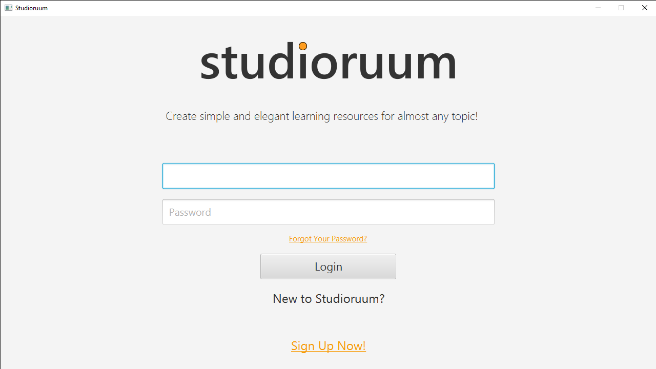 Studioruum
studioruum
Create simple and elegant learning resources for almost any topic!
Password
Forgot Your Password?
Login
New to Studioruum?
Sign Up Now!